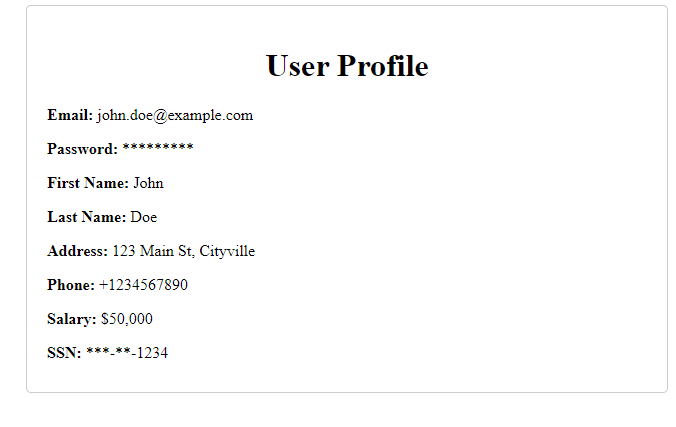 User Profile
Email: john.doe@example.com
Password: *********
First Name: John
Last Name: Doe
Address: 123 Main St, Cityville
Phone: +1234567890
Salary: $50,000
SSN: ***-**-1234